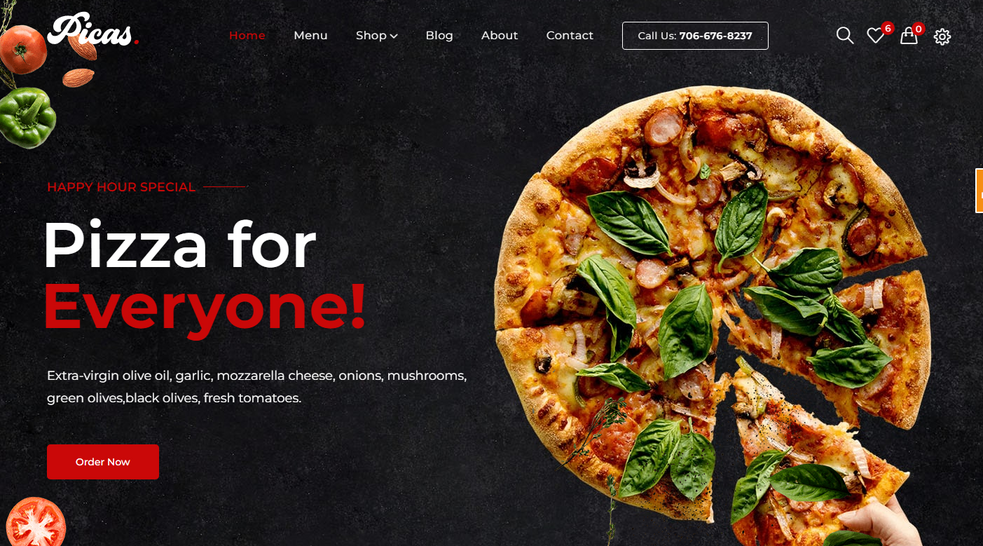 Picas.
Home Menu Shop Blog About Contact Call Us: 706-676-8237 6 0
HAPPY HOUR SPECIAL
Pizza for
Everyone!
Extra-virgin olive oil, garlic, mozzarella cheese, onions, mushrooms,
green olives,black olives, fresh tomatoes.
Order Now